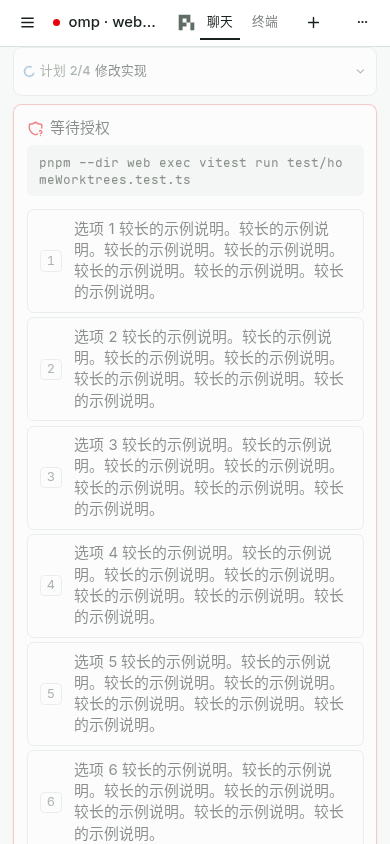 omp · web...
聊天
终端
计划 2/4 修改实现
等待授权
pnpm --dir web exec vitest run test/ho
meWorktrees.test.ts
选项 1 较长的示例说明。较长的示例说
明。较长的示例说明。较长的示例说明。
较长的示例说明。较长的示例说明。较长
的示例说明。
1
选项 2 较长的示例说明。较长的示例说
明。较长的示例说明。较长的示例说明。
较长的示例说明。较长的示例说明。较长
的示例说明。
2
选项 3 较长的示例说明。较长的示例说
明。较长的示例说明。较长的示例说明。
较长的示例说明。较长的示例说明。较长
的示例说明。
3
选项 4 较长的示例说明。较长的示例说
明。较长的示例说明。较长的示例说明。
较长的示例说明。较长的示例说明。较长
的示例说明。
4
选项 5 较长的示例说明。较长的示例说
明。较长的示例说明。较长的示例说明。
较长的示例说明。较长的示例说明。较长
的示例说明。
5
选项 6 较长的示例说明。较长的示例说
明。较长的示例说明。较长的示例说明。
较长的示例说明。较长的示例说明。较长
的示例说明。
6